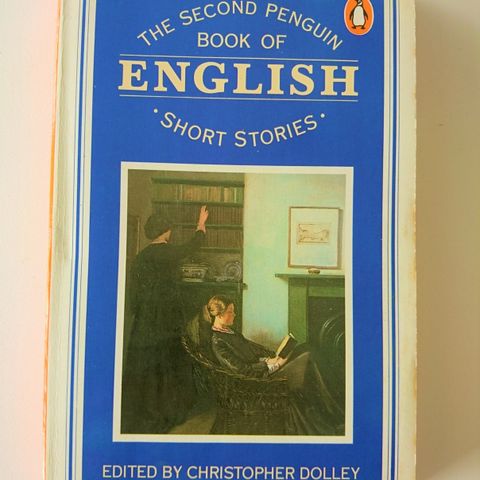 THE SECOND PENGUIN
BOOK OF
ENGLISH
· SHORT STORIES ·
EDITED BY CHRISTOPHER DOLLEY